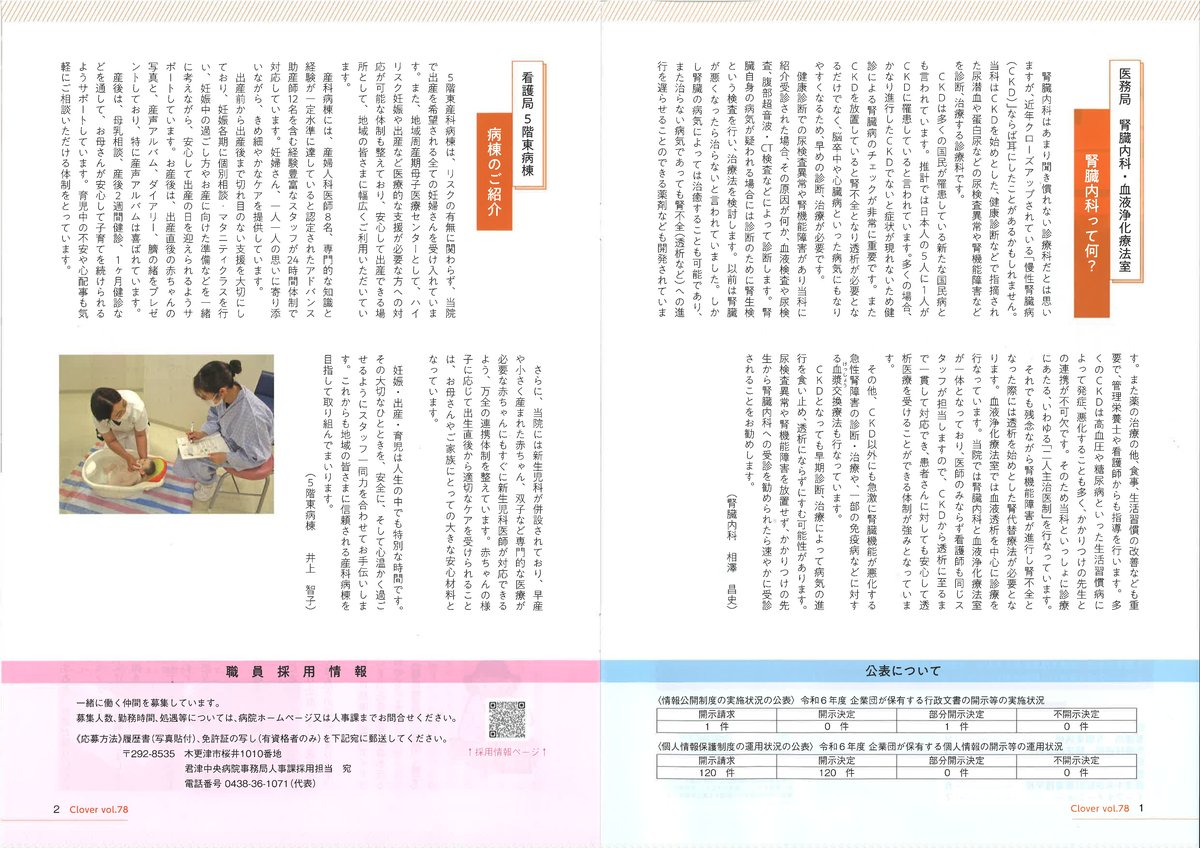 医務局 腎臓内科・血液浄化療法室
腎臓内科って何?
腎臓内科はあまり聞き慣れない診療科だとは思い
ますが、近年クローズアップされている「慢性腎臓病
(CKD)」ならば耳にしたことがあるかもしれません。
当科はCKDを始めとした、健康診断などで指摘され
た尿潜血や蛋白尿などの尿検査異常や腎機能障害など
を診断、治療する診療科です。
CKDは多くの国民が罹患している新たな国民病と
も言われています。推計では日本人の5人に1人が
CKDに罹患していると言われています。多くの場合、
かなり進行したCKDでないと症状が現れないため健
診による腎臓病のチェックが非常に重要です。また
CKDを放置していると腎不全となり透析が必要とな
るだけでなく、脳卒中や心臓病といった病気にもなり
やすくなるため、早めの診断、治療が必要です。
健康診断での尿検査異常や腎機能障害があり当科に
紹介受診された場合、その原因が何か、血液検査や尿検
査、腹部超音波・CT検査などによって診断します。腎
臓自身の病気が疑われる場合には診断のために腎生検
という検査を行い、治療法を検討します。以前は腎臓
が悪くなったら治らないと言われていました。しか
し腎臓の病気によっては治癒することも可能であり、
また治らない病気であっても腎不全(透析など)への進
行を遅らせることのできる薬剤なども開発されていま
す。また薬の治療の他、食事、生活習慣の改善なども重
要で、管理栄養士や看護師からも指導を行います。多
くのCKDは高血圧や糖尿病といった生活習慣病に
よって発症、悪化することも多く、かかりつけの先生と
の連携が不可欠です。そのため当科といっしょに診療
にあたる、いわゆる「二人主治医制」を行なっています。
それでも残念ながら腎機能障害が進行し腎不全と
なった際には透析を始めとした腎代替療法が必要とな
ります。血液浄化療法室では血液透析を中心に診療を
行なっています。当院では腎臓内科と血液浄化療法室
が一体となっており、医師のみならず看護師も同じス
タッフが担当しますので、CKDから透析に至るま
で一貫して対応でき、患者さんに対しても安心して透
析医療を受けることができる体制が強みとなっていま
す。
その他、CKD以外にも急激に腎臓機能が悪化する
急性腎障害の診断・治療や、一部の免疫病などに対す
る血漿交換療法も行なっています。
けっしょう
CKDとなっても早期診断、治療によって病気の進
行を食い止め、透析にならずにすむ可能性があります。
尿検査異常や腎機能障害を放置せず、かかりつけの先
生から腎臓内科への受診を勧められたら速やかに受診
されることをお勧めします。
(腎臓内科 相澤 昌史)
公表について
〈情報公開制度の実施状況の公表〉令和6年度 企業団が保有する行政文書の開示等の実施状況
開示請求 開示決定 部分開示決定 不開示決定
1 件 0 件 1 件 0 件
〈個人情報保護制度の運用状況の公表〉令和6年度 企業団が保有する個人情報の開示等の運用状況
開示請求 開示決定 部分開示決定 不開示決定
120 件 120 件 0 件 0 件
Clover vol.78 1
看護局 5階東病棟
病棟のご紹介
5階東産科病棟は、リスクの有無に関わらず、当院
で出産を希望される全ての妊婦さんを受け入れていま
す。また、地域周産期母子医療センターとして、ハイ
リスク妊娠や出産など医療的な支援が必要な方への対
応が可能な体制も整えており、安心して出産できる場
所として、地域の皆さまに幅広くご利用いただいてい
ます。
産科病棟には、産婦人科医師8名、専門的な知識と
経験が一定水準に達していると認定されたアドバンス
助産師12名を含む経験豊富なスタッフが24時間体制で
対応しています。妊婦さん、一人一人の思いに寄り添
いながら、きめ細やかなケアを提供しています。
出産前から出産後まで切れ目のない支援を大切にし
ており、妊娠各期に個別相談・マタニティクラスを行
い、妊娠中の過ごし方やお産に向けた準備などを一緒
に考えながら、安心して出産の日を迎えられるようサ
ポートしています。お産後は、出産直後の赤ちゃんの
写真と、産声アルバム、ダイアリー、臍の緒をプレゼ
ントしており、特に産声アルバムは喜ばれています。
産後は、母乳相談、産後2週間健診、1ヶ月健診な
どを通して、お母さんが安心して子育てを続けられる
ようサポートしています。育児中の不安や心配事も気
軽にご相談いただける体制をとっています。
さらに、当院には新生児科が併設されており、早産
や小さく産まれた赤ちゃん、双子など専門的な医療が
必要な赤ちゃんにもすぐに新生児科医師が対応できる
よう、万全の連携体制を整えています。赤ちゃんの様
子に応じて出生直後から適切なケアを受けられること
は、お母さんやご家族にとっての大きな安心材料と
なっています。
妊娠・出産・育児は人生の中でも特別な時間です。
その大切なひとときを、安全に、そして心温かく過ご
せるようにスタッフ一同力を合わせてお手伝いしま
す。これからも地域の皆さまに信頼される産科病棟を
目指して取り組んでまいります。
(5階東病棟 井上 智子)
職員採用情報
一緒に働く仲間を募集しています。
募集人数、勤務時間、処遇等については、病院ホームページ又は人事課までお問合せください。
《応募方法》履歴書(写真貼付)、免許証の写し(有資格者のみ)を下記宛に郵送してください。
〒292-8535 木更津市桜井1010番地
君津中央病院事務局人事課採用担当 宛
電話番号 0438-36-1071(代表)
↑採用情報ページ↑
2 Clover vol.78